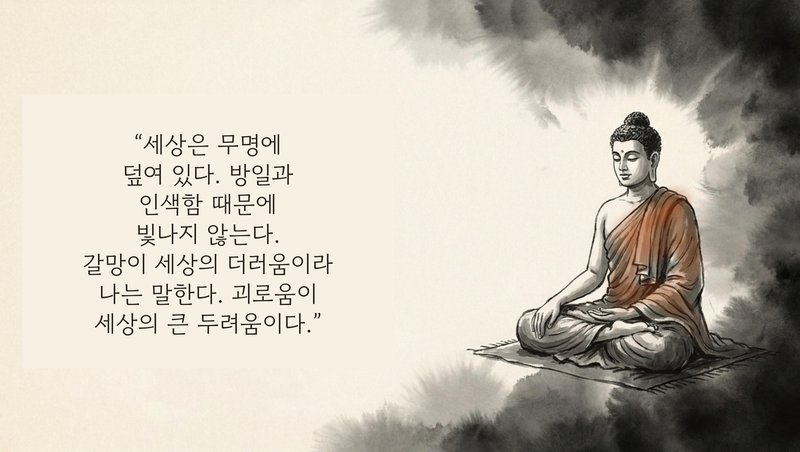 “세상은 무명에
덮여 있다. 방일과
인색함 때문에
빛나지 않는다.
갈망이 세상의 더러움이라
나는 말한다. 괴로움이
세상의 큰 두려움이다.”